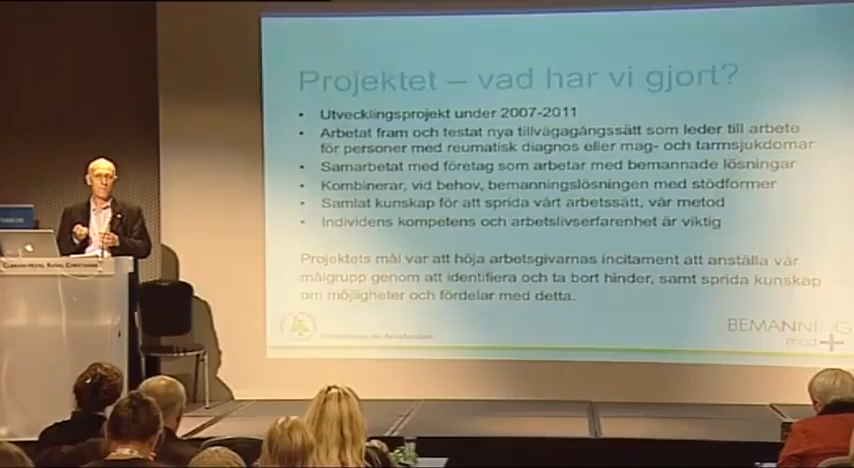 Projektet – vad har vi gjort?
• Utvecklingsprojekt under 2007-2011
• Arbetat fram och testat nya tillvägagångssätt som leder till arbete
för personer med reumatisk diagnos eller mag- och tarmsjukdomar
• Samarbetat med företag som arbetar med bemannade lösningar
• Kombinerar, vid behov, bemanningslösningen med stödformer
• Samlat kunskap för att sprida vårt arbetssätt, vår metod
• Individens kompetens och arbetslivserfarenhet är viktig
Projektets mål var att höja arbetsgivarnas incitament att anställa vår
målgrupp genom att identifiera och ta bort hinder, samt sprida kunskap
om möjligheter och fördelar med detta.
BEMANNING
med +